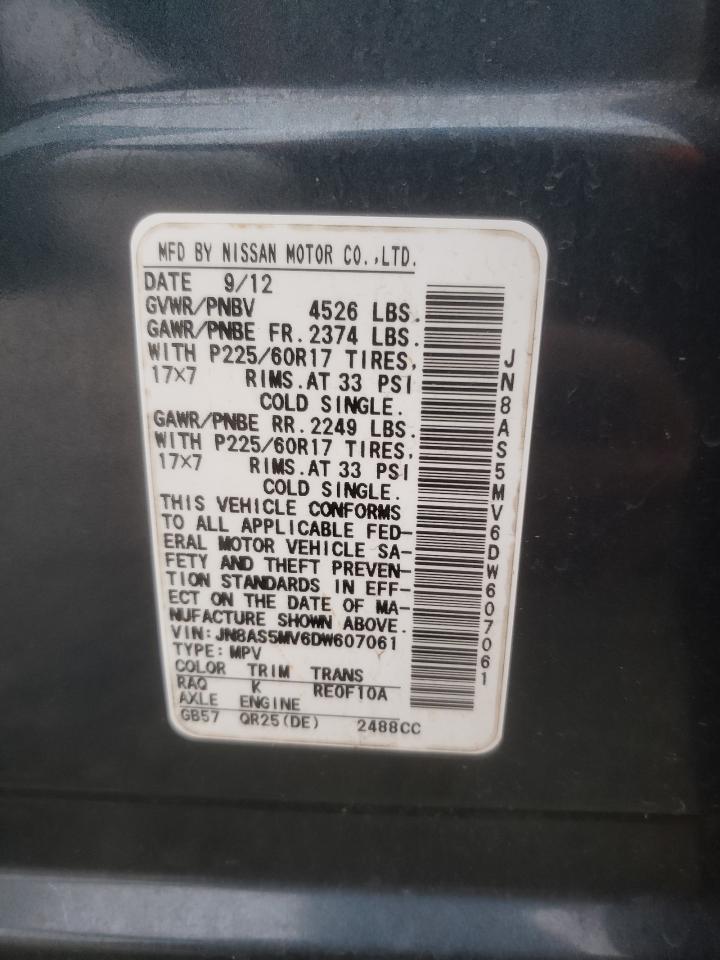 MFD BY NISSAN MOTOR CO.,LTD.
DATE 9/12
GVWR/PNBV 4526 LBS.
GAWR/PNBE FR. 2374 LBS.
WITH P225/60R17 TIRES,
17×7 RIMS. AT 33 PSI
COLD SINGLE.
GAWR/PNBE RR. 2249 LBS.
WITH P225/60R17 TIRES,
17×7 RIMS. AT 33 PSI
COLD SINGLE.
THIS VEHICLE CONFORMS
TO ALL APPLICABLE FED-
ERAL MOTOR VEHICLE SA-
FETY AND THEFT PREVEN-
TION STANDARDS IN EFF-
ECT ON THE DATE OF MA-
NUFACTURE SHOWN ABOVE.
VIN: JN8AS5MV6DW607061
TYPE: MPV
COLOR TRIM TRANS
RAQ K RE0F10A
AXLE ENGINE
GB57 QR25(DE) 2488CC
JN8AS5MV6DW607061